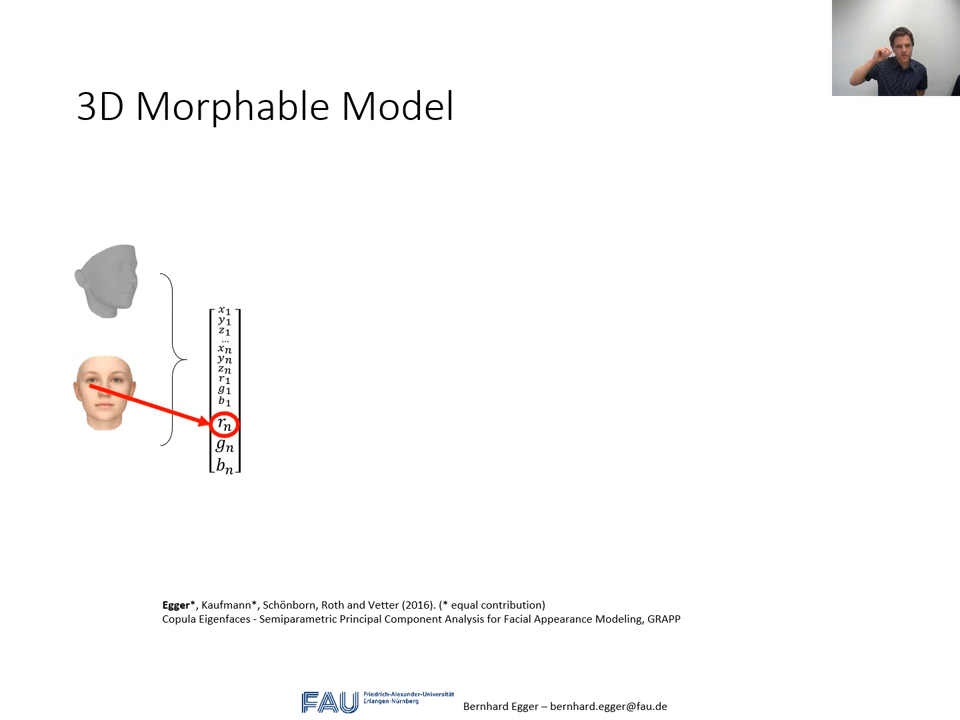 3D Morphable Model
x₁
y₁
z₁
...
xₙ
yₙ
zₙ
r₁
g₁
b₁
rₙ
gₙ
bₙ
Egger*, Kaufmann*, Schönborn, Roth and Vetter (2016). (* equal contribution)
Copula Eigenfaces - Semiparametric Principal Component Analysis for Facial Appearance Modeling, GRAPP
FAU Friedrich-Alexander-Universität
Erlangen-Nürnberg
Bernhard Egger – bernhard.egger@fau.de